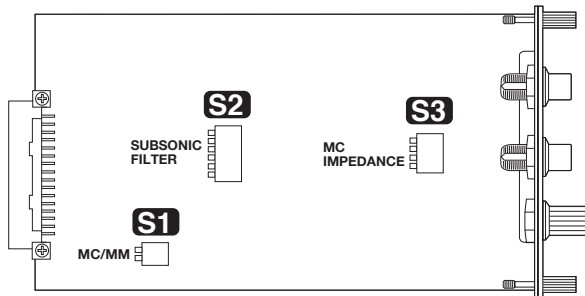 S2
SUBSONIC
FILTER
S3
MC
IMPEDANCE
S1
MC/MM